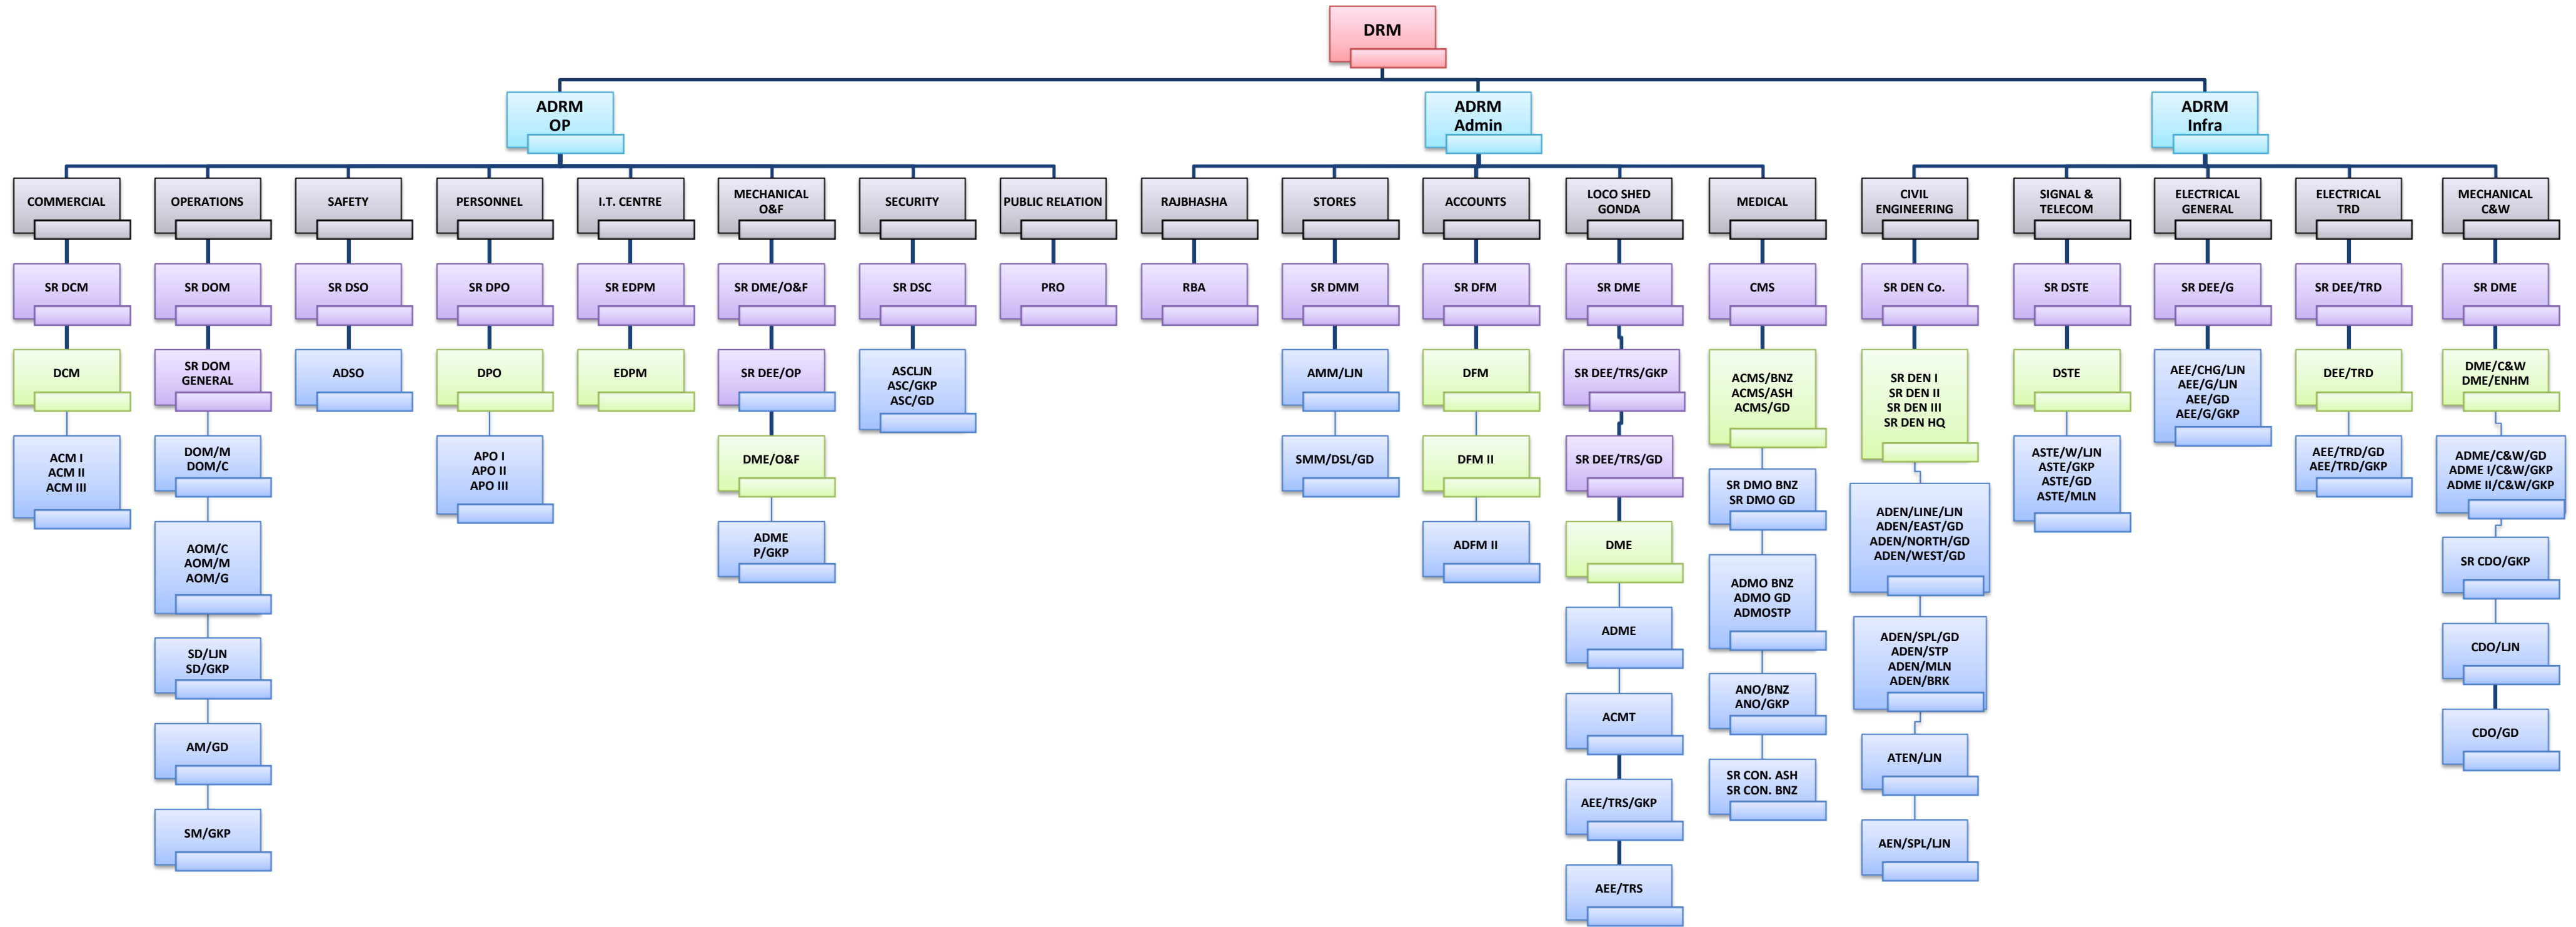 DRM
ADRM
OP
ADRM
Admin
ADRM
Infra
COMMERCIAL
OPERATIONS
SAFETY
PERSONNEL
I.T. CENTRE
MECHANICAL
O&F
SECURITY
PUBLIC RELATION
RAJBHASHA
STORES
ACCOUNTS
LOCO SHED
GONDA
MEDICAL
CIVIL
ENGINEERING
SIGNAL &
TELECOM
ELECTRICAL
GENERAL
ELECTRICAL
TRD
MECHANICAL
C&W
SR DCM
SR DOM
SR DSO
SR DPO
SR EDPM
SR DME/O&F
SR DSC
PRO
RBA
SR DMM
SR DFM
SR DME
CMS
SR DEN Co.
SR DSTE
SR DEE/G
SR DEE/TRD
SR DME
DCM
SR DOM
GENERAL
ADSO
DPO
EDPM
SR DEE/OP
ASCLJN
ASC/GKP
ASC/GD
AMM/LJN
DFM
SR DEE/TRS/GKP
ACMS/BNZ
ACMS/ASH
ACMS/GD
SR DEN I
SR DEN II
SR DEN III
SR DEN HQ
DSTE
AEE/CHG/LJN
AEE/G/LJN
AEE/GD
AEE/G/GKP
DEE/TRD
DME/C&W
DME/ENHM
ACM I
ACM II
ACM III
DOM/M
DOM/C
APO I
APO II
APO III
DME/O&F
SMM/DSL/GD
DFM II
SR DEE/TRS/GD
SR DMO BNZ
SR DMO GD
ADEN/LINE/LJN
ADEN/EAST/GD
ADEN/NORTH/GD
ADEN/WEST/GD
ASTE/W/LJN
ASTE/GKP
ASTE/GD
ASTE/MLN
AEE/TRD/GD
AEE/TRD/GKP
ADME/C&W/GD
ADME I/C&W/GKP
ADME II/C&W/GKP
AOM/C
AOM/M
AOM/G
ADME
P/GKP
ADFM II
DME
ADMO BNZ
ADMO GD
ADMOSTP
SR CDO/GKP
SD/LJN
SD/GKP
ADME
ADEN/SPL/GD
ADEN/STP
ADEN/MLN
ADEN/BRK
CDO/LJN
AM/GD
ACMT
ANO/BNZ
ANO/GKP
ATEN/LJN
CDO/GD
SM/GKP
AEE/TRS/GKP
SR CON. ASH
SR CON. BNZ
AEN/SPL/LJN
AEE/TRS